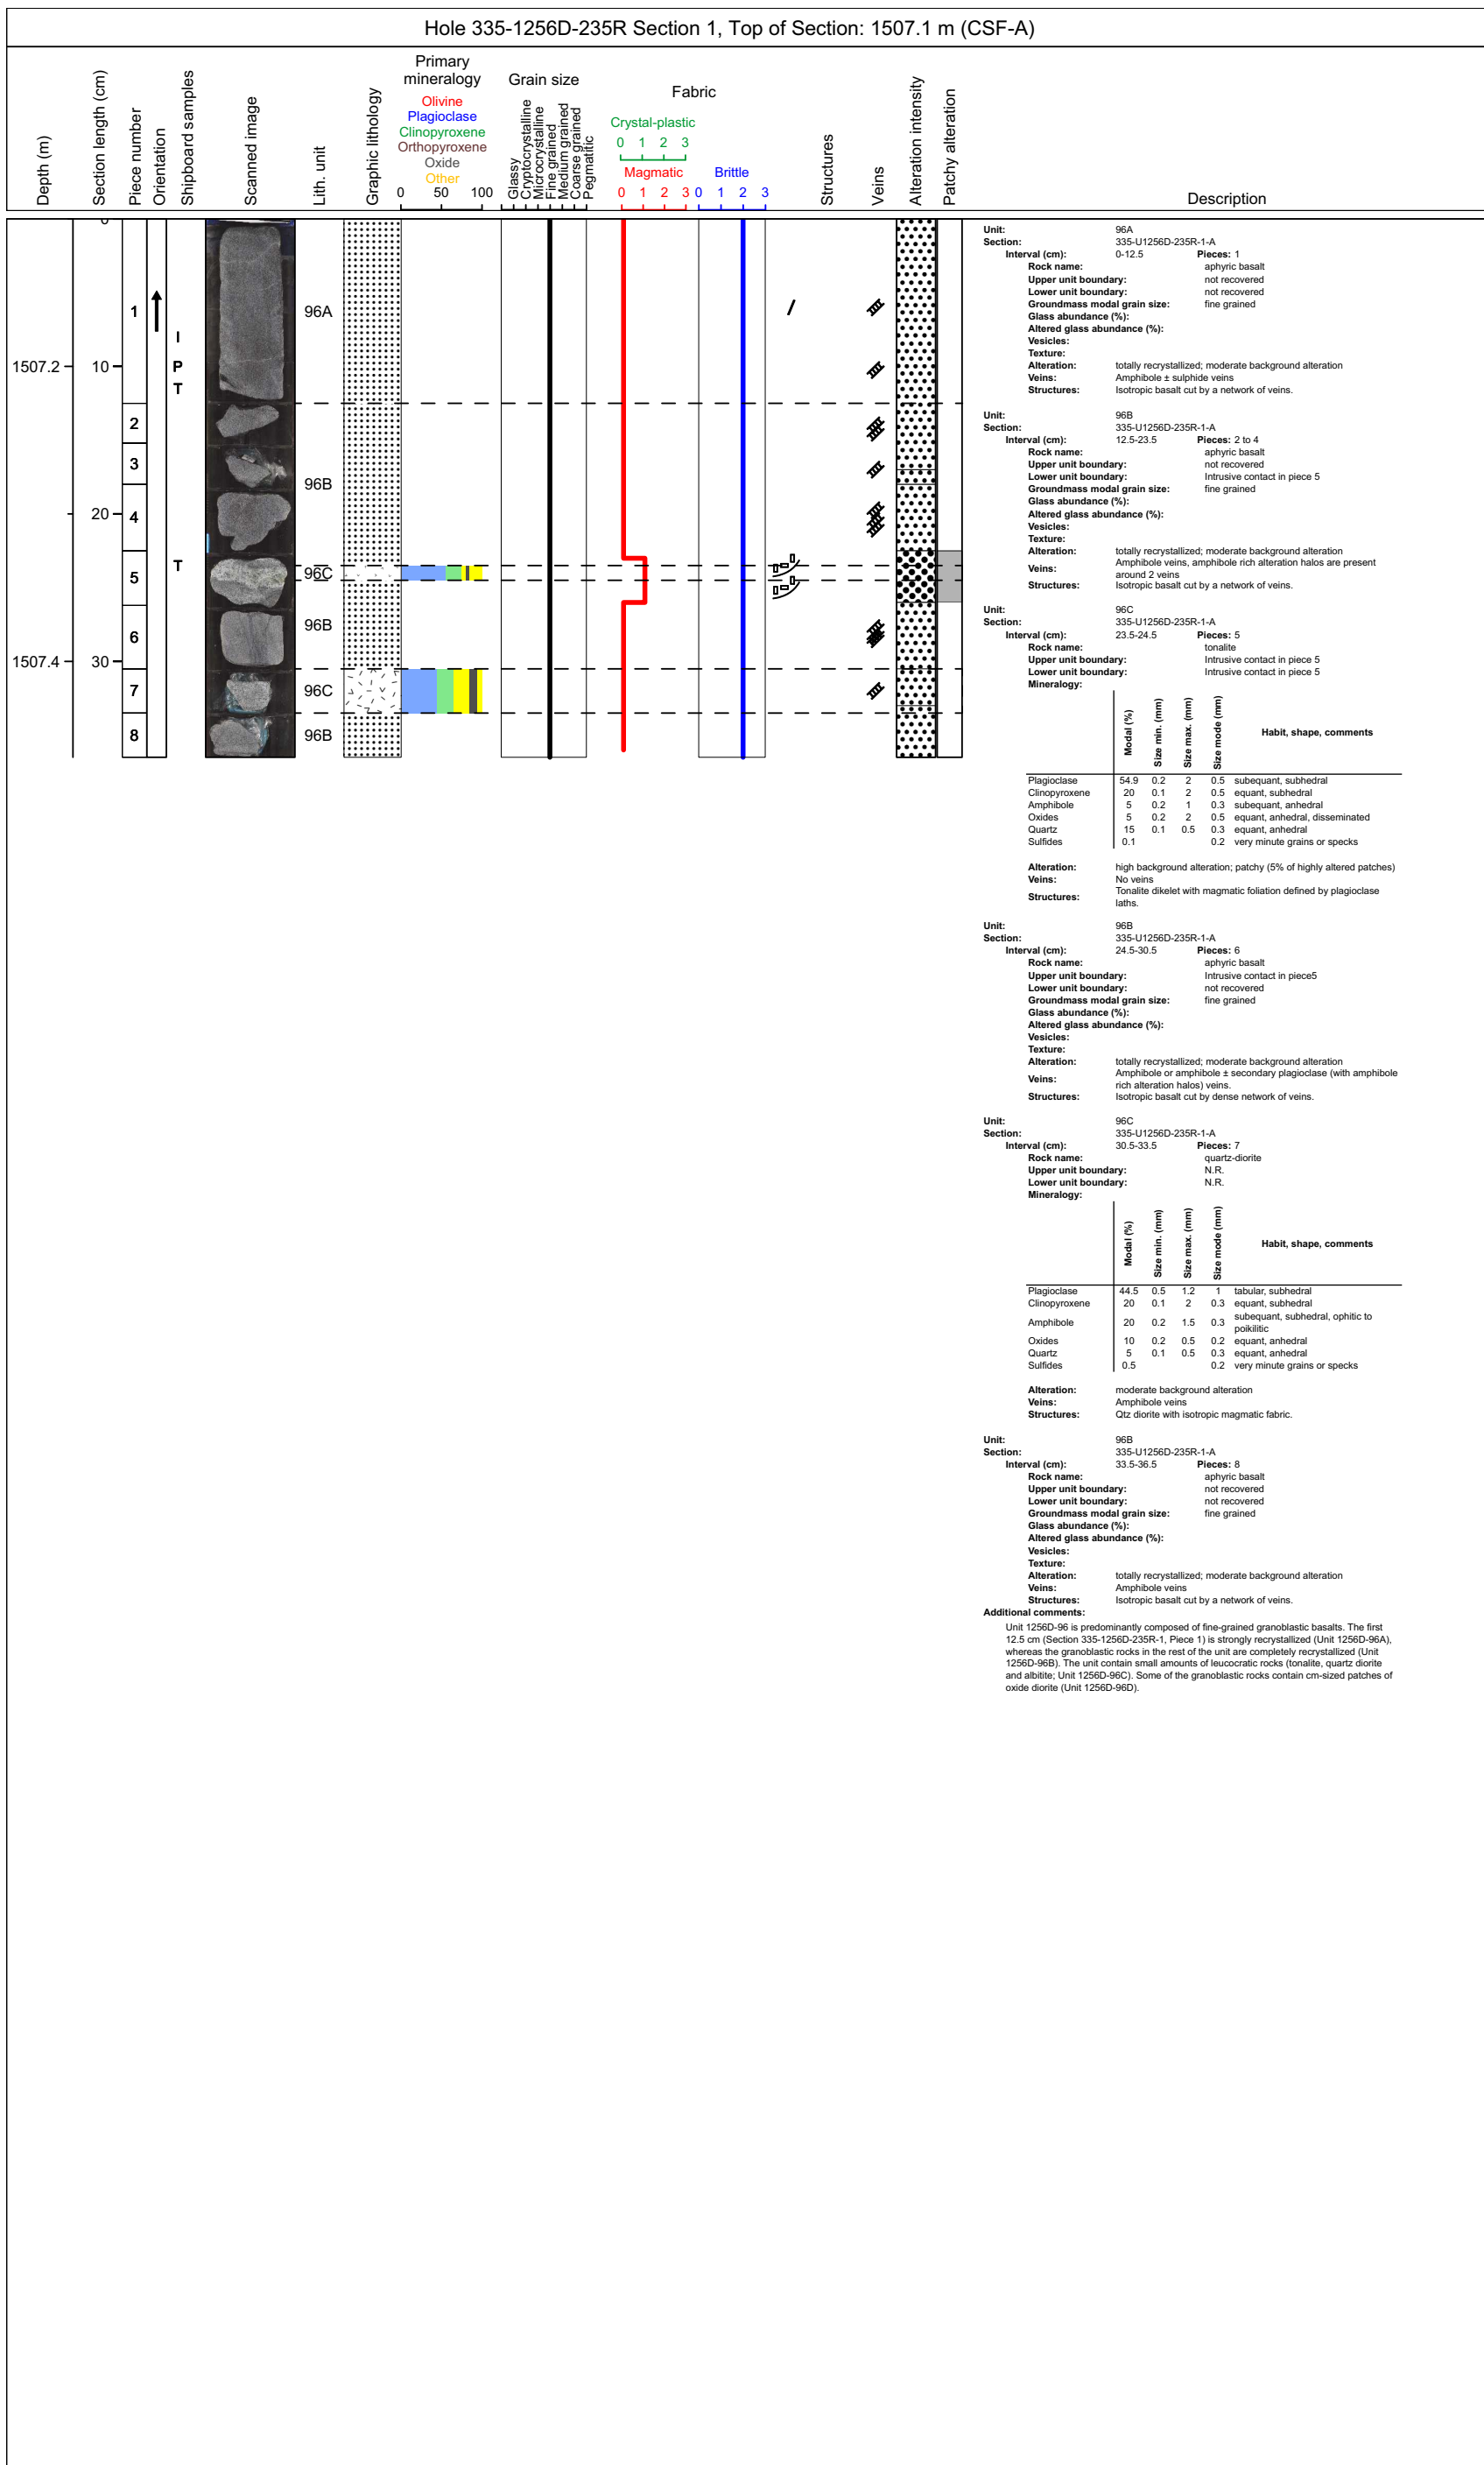 Hole 335-1256D-235R Section 1, Top of Section: 1507.1 m (CSF-A)
Depth (m)
Section length (cm)
Piece number
Orientation
Shipboard samples
Scanned image
Lith. unit
Graphic lithology
Primary
mineralogy
Olivine
Plagioclase
Clinopyroxene
Orthopyroxene
Oxide
Other
0 50 100
Grain size
Glassy
Cryptocrystalline
Microcrystalline
Fine grained
Medium grained
Coarse grained
Pegmatitic
Fabric
Crystal-plastic
0 1 2 3
Magmatic
0 1 2 3
Brittle
0 1 2 3
Structures
Veins
Alteration intensity
Patchy alteration
Description
0
1 96A
I
1507.2 10 P
T
2
3
96B
20 4
T
5 96C
6 96B
1507.4 30
7 96C
8 96B
Unit: 96A
Section: 335-U1256D-235R-1-A
Interval (cm): 0-12.5 Pieces: 1
Rock name: aphyric basalt
Upper unit boundary: not recovered
Lower unit boundary: not recovered
Groundmass modal grain size: fine grained
Glass abundance (%):
Altered glass abundance (%):
Vesicles:
Texture:
Alteration: totally recrystallized; moderate background alteration
Veins: Amphibole ± sulphide veins
Structures: Isotropic basalt cut by a network of veins.
Unit: 96B
Section: 335-U1256D-235R-1-A
Interval (cm): 12.5-23.5 Pieces: 2 to 4
Rock name: aphyric basalt
Upper unit boundary: not recovered
Lower unit boundary: Intrusive contact in piece 5
Groundmass modal grain size: fine grained
Glass abundance (%):
Altered glass abundance (%):
Vesicles:
Texture:
Alteration: totally recrystallized; moderate background alteration
Veins: Amphibole veins, amphibole rich alteration halos are present
around 2 veins
Structures: Isotropic basalt cut by a network of veins.
Unit: 96C
Section: 335-U1256D-235R-1-A
Interval (cm): 23.5-24.5 Pieces: 5
Rock name: tonalite
Upper unit boundary: Intrusive contact in piece 5
Lower unit boundary: Intrusive contact in piece 5
Mineralogy:
Modal (%) Size min. (mm) Size max. (mm) Size mode (mm) Habit, shape, comments
Plagioclase 54.9 0.2 2 0.5 subequant, subhedral
Clinopyroxene 20 0.1 2 0.5 equant, subhedral
Amphibole 5 0.2 1 0.3 subequant, anhedral
Oxides 5 0.2 2 0.5 equant, anhedral, disseminated
Quartz 15 0.1 0.5 0.3 equant, anhedral
Sulfides 0.1 0.2 very minute grains or specks
Alteration: high background alteration; patchy (5% of highly altered patches)
Veins: No veins
Structures: Tonalite dikelet with magmatic foliation defined by plagioclase
laths.
Unit: 96B
Section: 335-U1256D-235R-1-A
Interval (cm): 24.5-30.5 Pieces: 6
Rock name: aphyric basalt
Upper unit boundary: Intrusive contact in piece5
Lower unit boundary: not recovered
Groundmass modal grain size: fine grained
Glass abundance (%):
Altered glass abundance (%):
Vesicles:
Texture:
Alteration: totally recrystallized; moderate background alteration
Veins: Amphibole or amphibole ± secondary plagioclase (with amphibole
rich alteration halos) veins.
Structures: Isotropic basalt cut by dense network of veins.
Unit: 96C
Section: 335-U1256D-235R-1-A
Interval (cm): 30.5-33.5 Pieces: 7
Rock name: quartz-diorite
Upper unit boundary: N.R.
Lower unit boundary: N.R.
Mineralogy:
Modal (%) Size min. (mm) Size max. (mm) Size mode (mm) Habit, shape, comments
Plagioclase 44.5 0.5 1.2 1 tabular, subhedral
Clinopyroxene 20 0.1 2 0.3 equant, subhedral
Amphibole 20 0.2 1.5 0.3 subequant, subhedral, ophitic to
poikilitic
Oxides 10 0.2 0.5 0.2 equant, anhedral
Quartz 5 0.1 0.5 0.3 equant, anhedral
Sulfides 0.5 0.2 very minute grains or specks
Alteration: moderate background alteration
Veins: Amphibole veins
Structures: Qtz diorite with isotropic magmatic fabric.
Unit: 96B
Section: 335-U1256D-235R-1-A
Interval (cm): 33.5-36.5 Pieces: 8
Rock name: aphyric basalt
Upper unit boundary: not recovered
Lower unit boundary: not recovered
Groundmass modal grain size: fine grained
Glass abundance (%):
Altered glass abundance (%):
Vesicles:
Texture:
Alteration: totally recrystallized; moderate background alteration
Veins: Amphibole veins
Structures: Isotropic basalt cut by a network of veins.
Additional comments:
Unit 1256D-96 is predominantly composed of fine-grained granoblastic basalts. The first
12.5 cm (Section 335-1256D-235R-1, Piece 1) is strongly recrystallized (Unit 1256D-96A),
whereas the granoblastic rocks in the rest of the unit are completely recrystallized (Unit
1256D-96B). The unit contain small amounts of leucocratic rocks (tonalite, quartz diorite
and albitite; Unit 1256D-96C). Some of the granoblastic rocks contain cm-sized patches of
oxide diorite (Unit 1256D-96D).